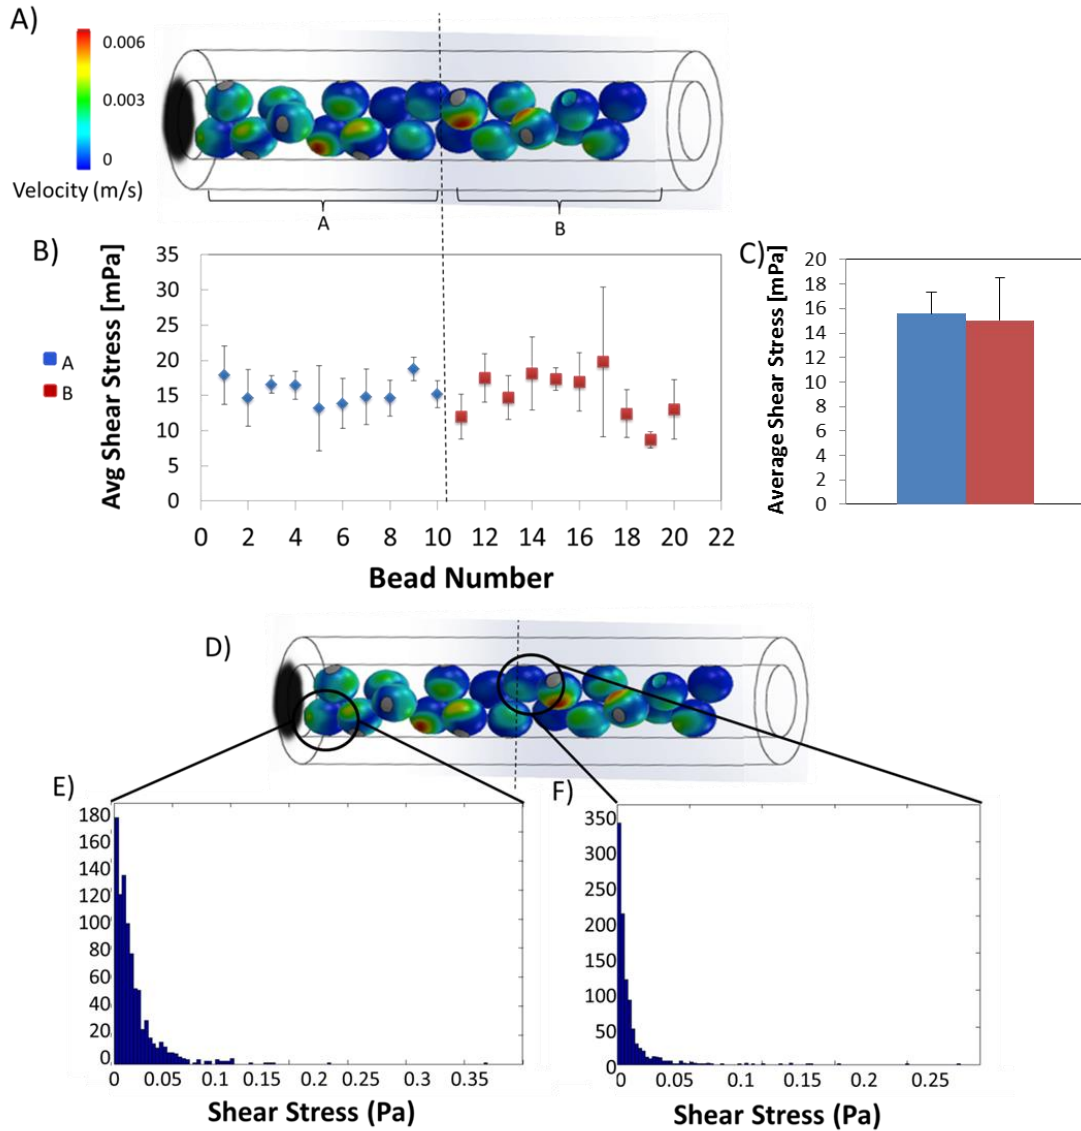 A)
0.006
0.003
0
Velocity (m/s)
A
B
B)
Avg Shear Stress [mPa]
35
30
25
20
15
10
5
0
0 2 4 6 8 10 12 14 16 18 20 22
Bead Number
A
B
C)
Average Shear Stress [mPa]
20
18
16
14
12
10
8
6
4
2
0
D)
E)
180
160
140
120
100
80
60
40
20
0
0 0.05 0.1 0.15 0.2 0.25 0.3 0.35
Shear Stress (Pa)
F)
350
300
250
200
150
100
50
0
0 0.05 0.1 0.15 0.2 0.25
Shear Stress (Pa)